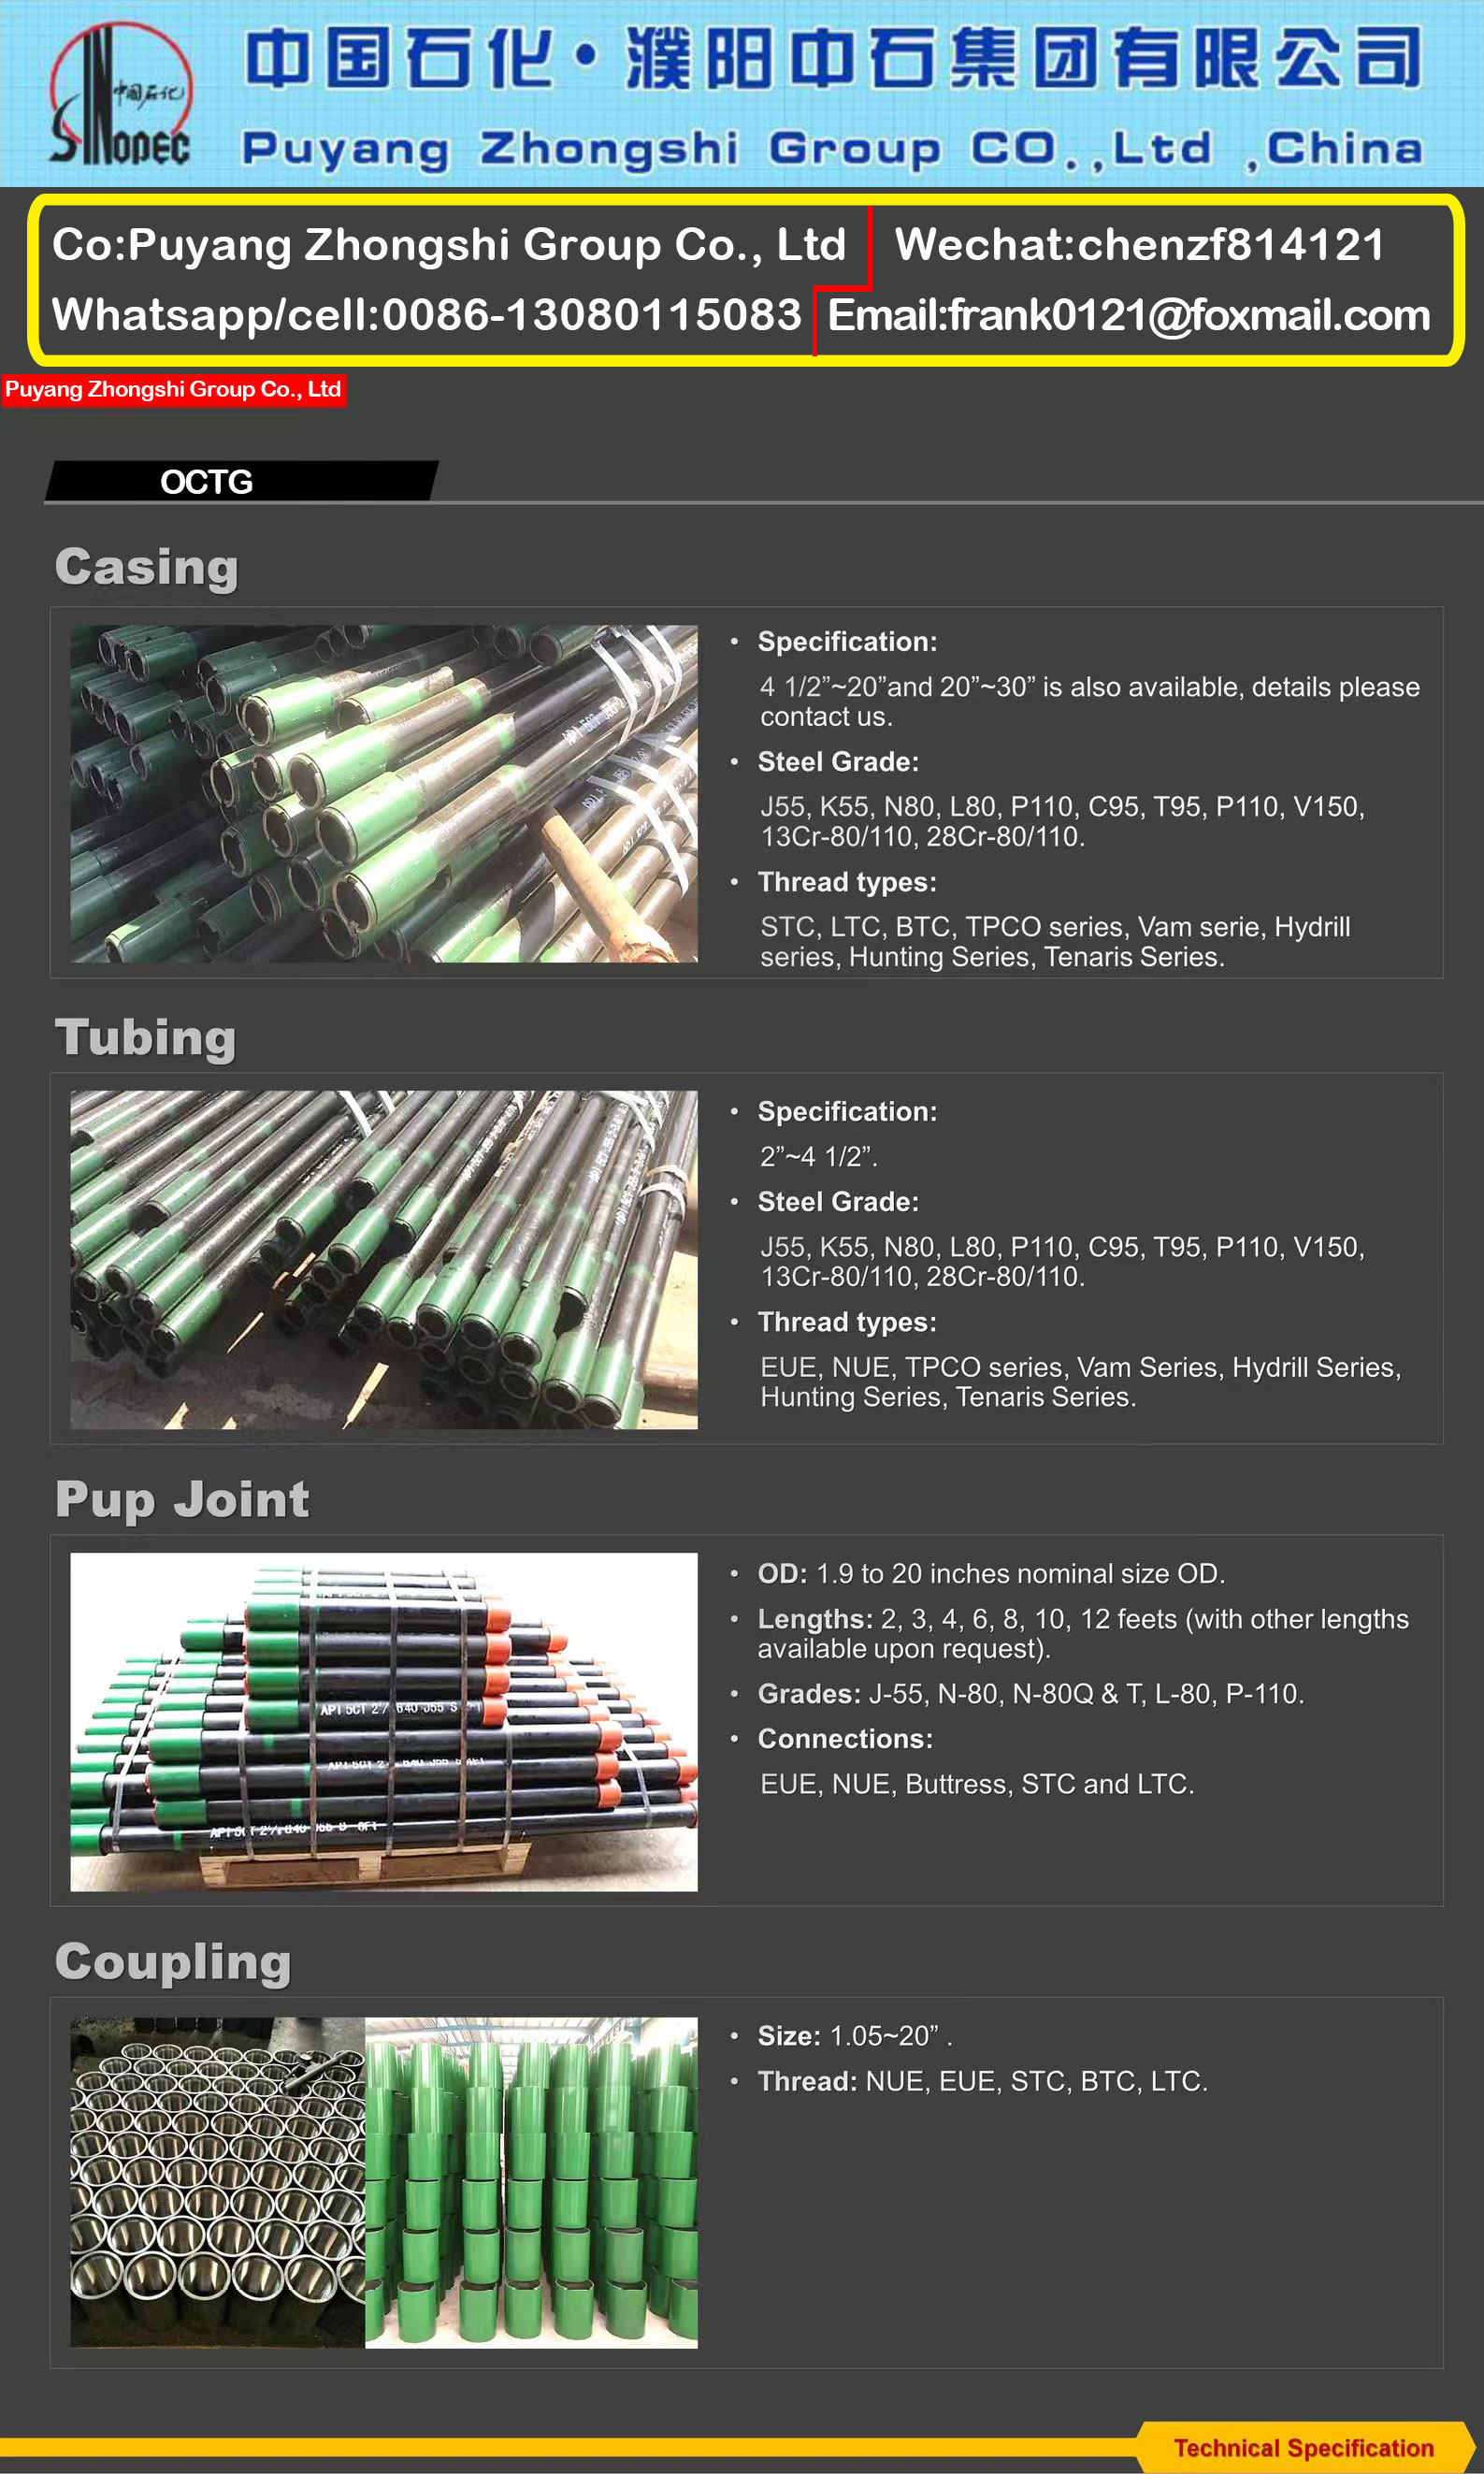 中国石化
SINOPEC
中国石化·濮阳中石集团有限公司
Puyang Zhongshi Group CO.,Ltd ,China
Co:Puyang Zhongshi Group Co., Ltd
Wechat:chenzf814121
Whatsapp/cell:0086-13080115083
Email:frank0121@foxmail.com
Puyang Zhongshi Group Co., Ltd
OCTG
Casing
• Specification:
4 1/2”~20”and 20”~30” is also available, details please
contact us.
• Steel Grade:
J55, K55, N80, L80, P110, C95, T95, P110, V150,
13Cr-80/110, 28Cr-80/110.
• Thread types:
STC, LTC, BTC, TPCO series, Vam serie, Hydrill
series, Hunting Series, Tenaris Series.
Tubing
• Specification:
2”~4 1/2”.
• Steel Grade:
J55, K55, N80, L80, P110, C95, T95, P110, V150,
13Cr-80/110, 28Cr-80/110.
• Thread types:
EUE, NUE, TPCO series, Vam Series, Hydrill Series,
Hunting Series, Tenaris Series.
Pup Joint
API 5CT 2 640 J55 S
• OD: 1.9 to 20 inches nominal size OD.
• Lengths: 2, 3, 4, 6, 8, 10, 12 feets (with other lengths
available upon request).
• Grades: J-55, N-80, N-80Q & T, L-80, P-110.
• Connections:
EUE, NUE, Buttress, STC and LTC.
Coupling
• Size: 1.05~20” .
• Thread: NUE, EUE, STC, BTC, LTC.
Technical Specification